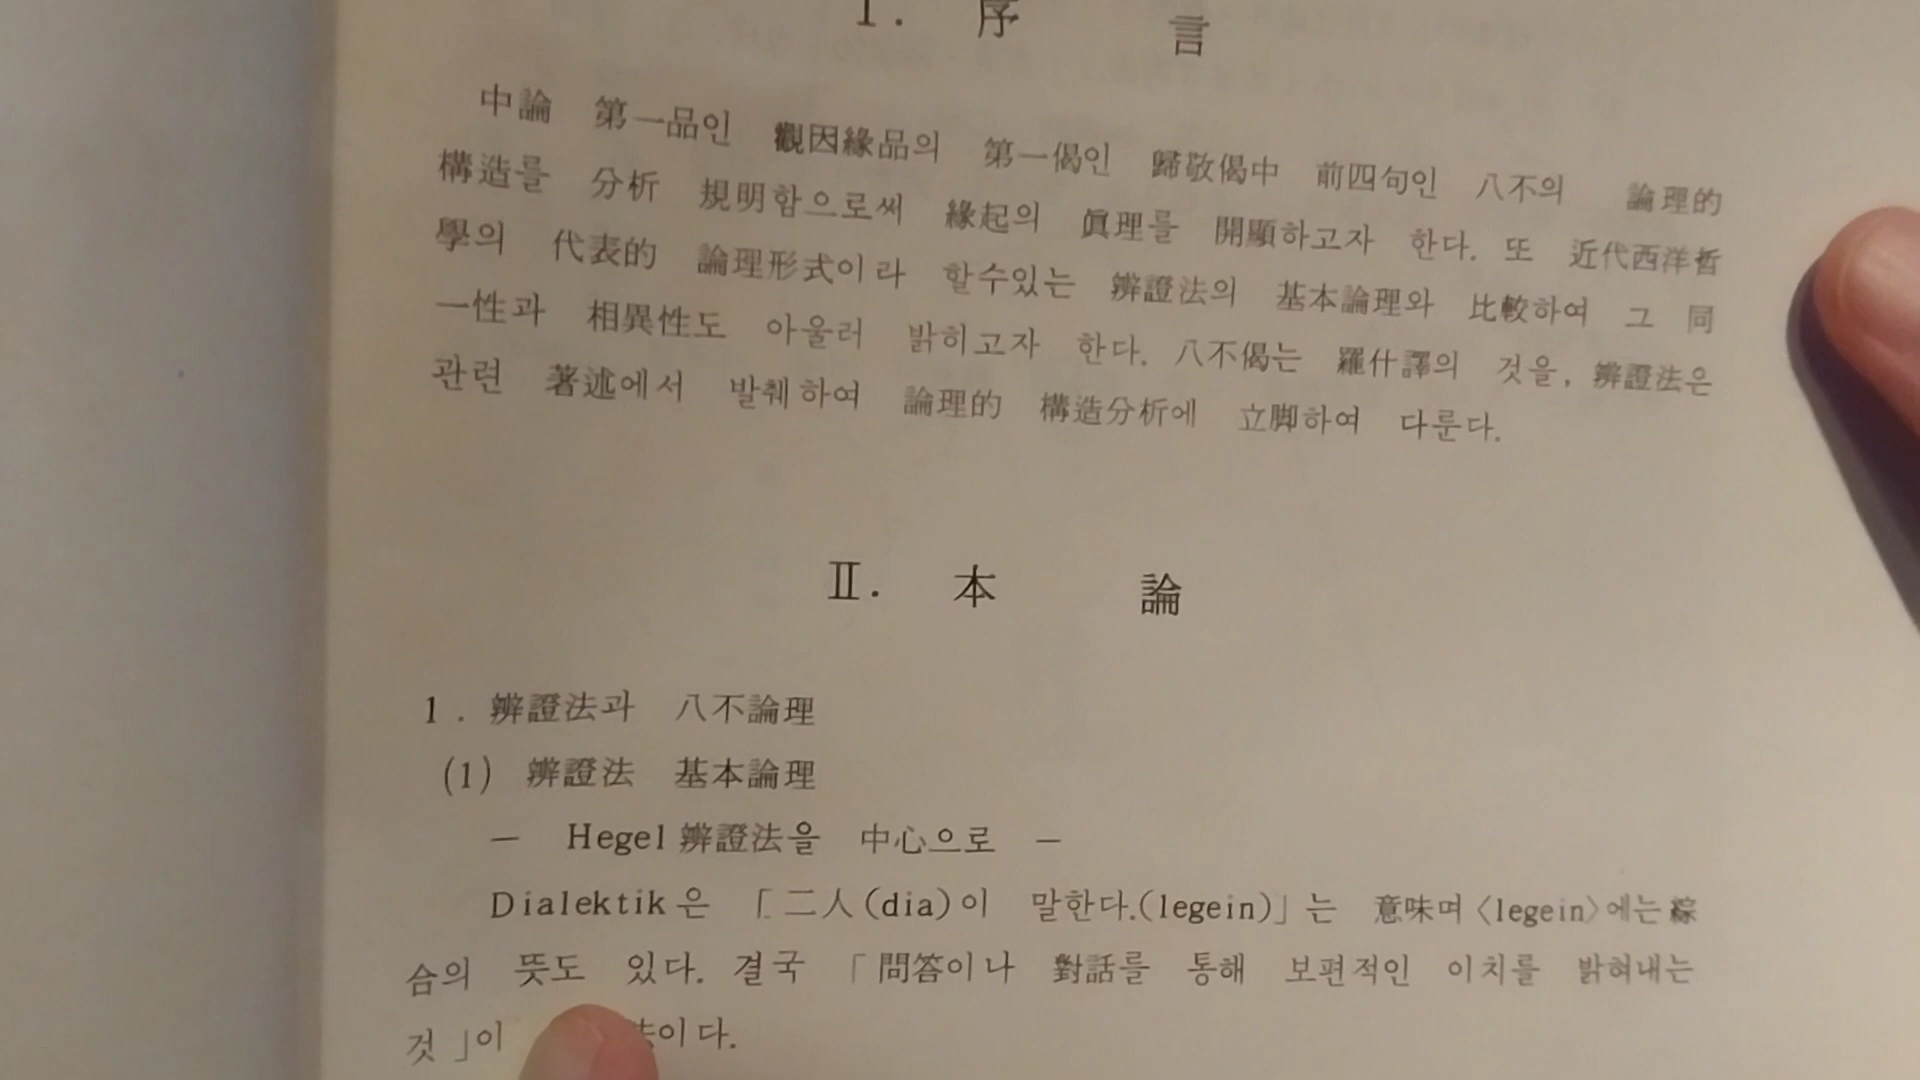 I. 序 言
中論 第一品인 觀因緣品의 第一偈인 歸敬偈中 前四句인 八不의 論理的
構造를 分析 規明함으로써 緣起의 眞理를 開顯하고자 한다. 또 近代西洋哲
學의 代表的 論理形式이라 할수있는 辨證法의 基本論理와 比較하여 그 同
一性과 相異性도 아울러 밝히고자 한다. 八不偈는 羅什譯의 것을, 辨證法은
관련 著述에서 발췌하여 論理的 構造分析에 立脚하여 다룬다.
II. 本 論
1. 辨證法과 八不論理
(1) 辨證法 基本論理
— Hegel 辨證法을 中心으로 —
Dialektik은 「二人(dia)이 말한다.(legein)」는 意味며 〈legein〉에는 綜
合의 뜻도 있다. 결국 「問答이나 對話를 통해 보편적인 이치를 밝혀내는
것」이 法이다.